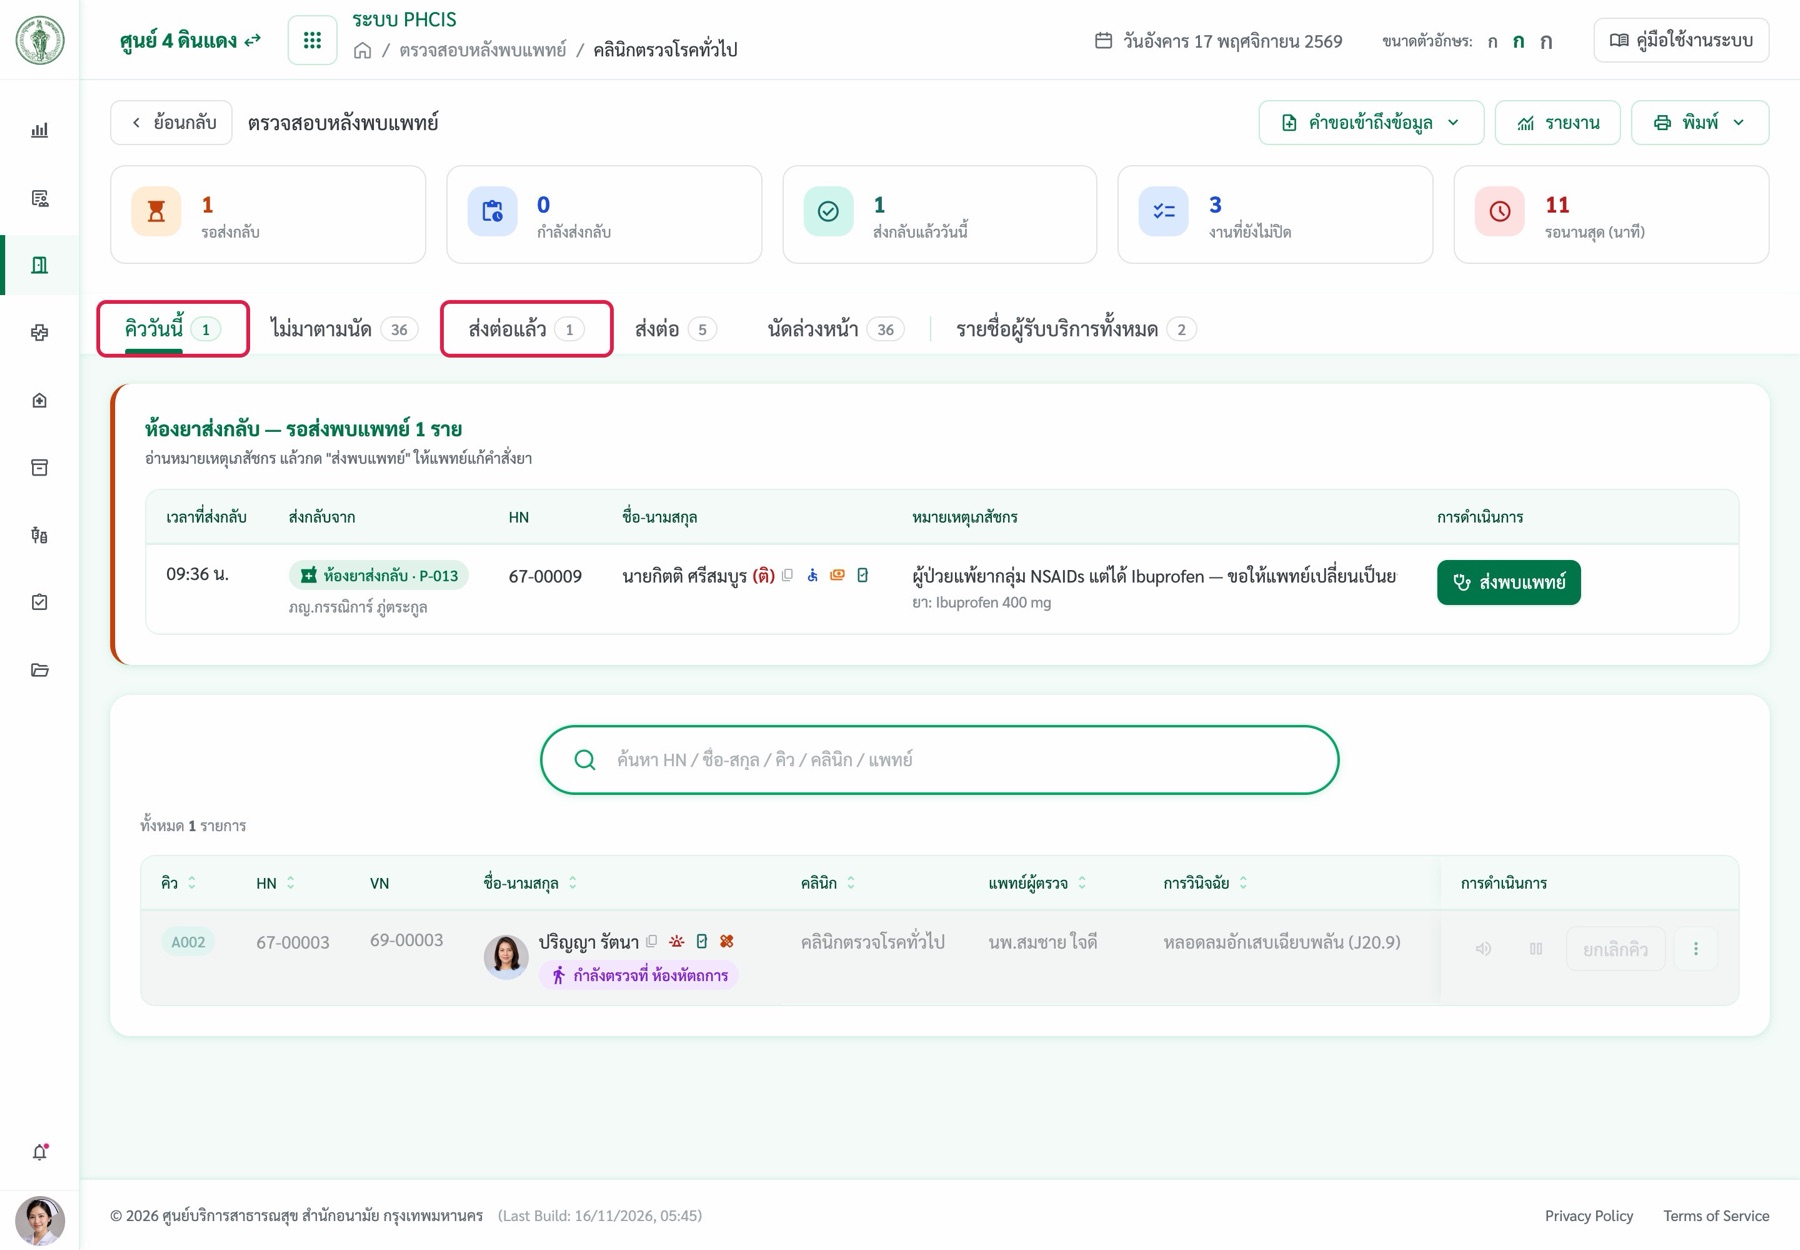 ศูนย์ 4 ดินแดง
ระบบ PHCIS
/ ตรวจสอบหลังพบแพทย์ / คลินิกตรวจโรคทั่วไป
วันอังคาร 17 พฤศจิกายน 2569
ขนาดตัวอักษร: ก ก ก
คู่มือใช้งานระบบ
ย้อนกลับ
ตรวจสอบหลังพบแพทย์
คำขอเข้าถึงข้อมูล
รายงาน
พิมพ์
1
รอส่งกลับ
0
กำลังส่งกลับ
1
ส่งกลับแล้ววันนี้
3
งานที่ยังไม่ปิด
11
รอนานสุด (นาที)
คิววันนี้ 1
ไม่มาตามนัด 36
ส่งต่อแล้ว 1
ส่งต่อ 5
นัดล่วงหน้า 36
รายชื่อผู้รับบริการทั้งหมด 2
ห้องยาส่งกลับ — รอส่งพบแพทย์ 1 ราย
อ่านหมายเหตุเภสัชกร แล้วกด "ส่งพบแพทย์" ให้แพทย์แก้คำสั่งยา
เวลาที่ส่งกลับ ส่งกลับจาก HN ชื่อ-นามสกุล หมายเหตุเภสัชกร การดำเนินการ
09:36 น. ห้องยาส่งกลับ · P-013 67-00009 นายกิตติ ศรีสมบูร (ติ) ผู้ป่วยแพ้ยากลุ่ม NSAIDs แต่ได้ Ibuprofen — ขอให้แพทย์เปลี่ยนเป็นย ส่งพบแพทย์
ภญ.กรรณิการ์ ภู่ตระกูล ยา: Ibuprofen 400 mg
ค้นหา HN / ชื่อ-สกุล / คิว / คลินิก / แพทย์
ทั้งหมด 1 รายการ
คิว HN VN ชื่อ-นามสกุล คลินิก แพทย์ผู้ตรวจ การวินิจฉัย การดำเนินการ
A002 67-00003 69-00003 ปริญญา รัตนา คลินิกตรวจโรคทั่วไป นพ.สมชาย ใจดี หลอดลมอักเสบเฉียบพลัน (J20.9) ยกเลิกคิว
กำลังตรวจที่ ห้องหัตถการ
© 2026 ศูนย์บริการสาธารณสุข สำนักอนามัย กรุงเทพมหานคร (Last Build: 16/11/2026, 05:45)
Privacy Policy Terms of Service